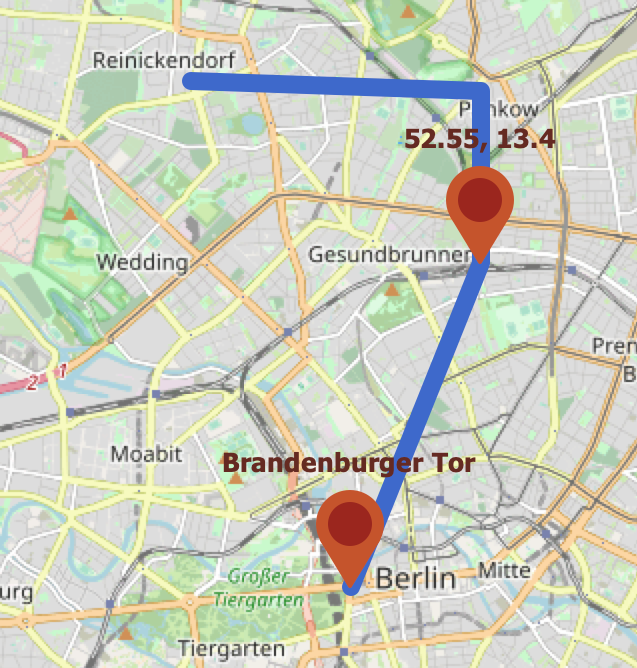 Reinickendorf
Pankow
52.55, 13.4
Gesundbrunnen
Wedding
Pren
B
2 1
Moabit
Brandenburger Tor
Großer
Tiergarten
Berlin
Mitte
urg
Tiergarten